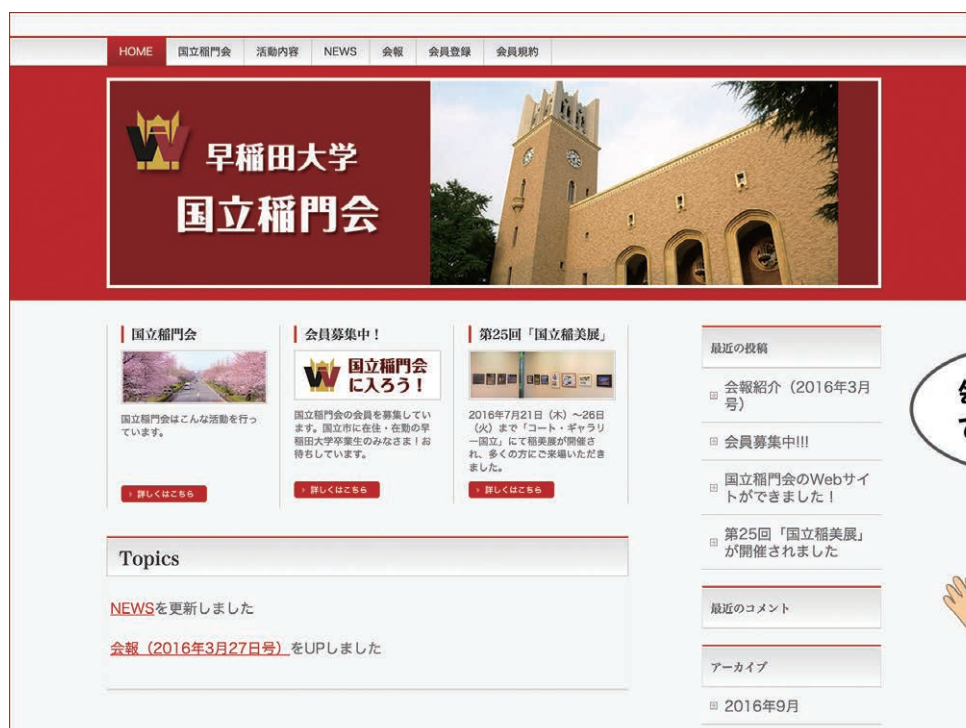 HOME 国立稲門会 活動内容 NEWS 会報 会員登録 会員規約
早稲田大学
国立稲門会
国立稲門会
国立稲門会はこんな活動を行っ
ています。
詳しくはこちら
会員募集中！
国立稲門会
に入ろう！
国立稲門会の会員を募集してい
ます。国立市に在住・在勤の早
稲田大学卒業生のみなさま！お
待ちしています。
詳しくはこちら
第25回「国立稲美展」
2016年7月21日（木）〜26日
（火）まで「コート・ギャラリ
ー国立」にて稲美展が開催さ
れ、多くの方にご来場いただき
ました。
詳しくはこちら
Topics
NEWSを更新しました
会報（2016年3月27日号）をUPしました
最近の投稿
会報紹介（2016年3月
号）
会員募集中!!!
国立稲門会のWebサイ
トができました！
第25回「国立稲美展」
が開催されました
最近のコメント
アーカイブ
2016年9月